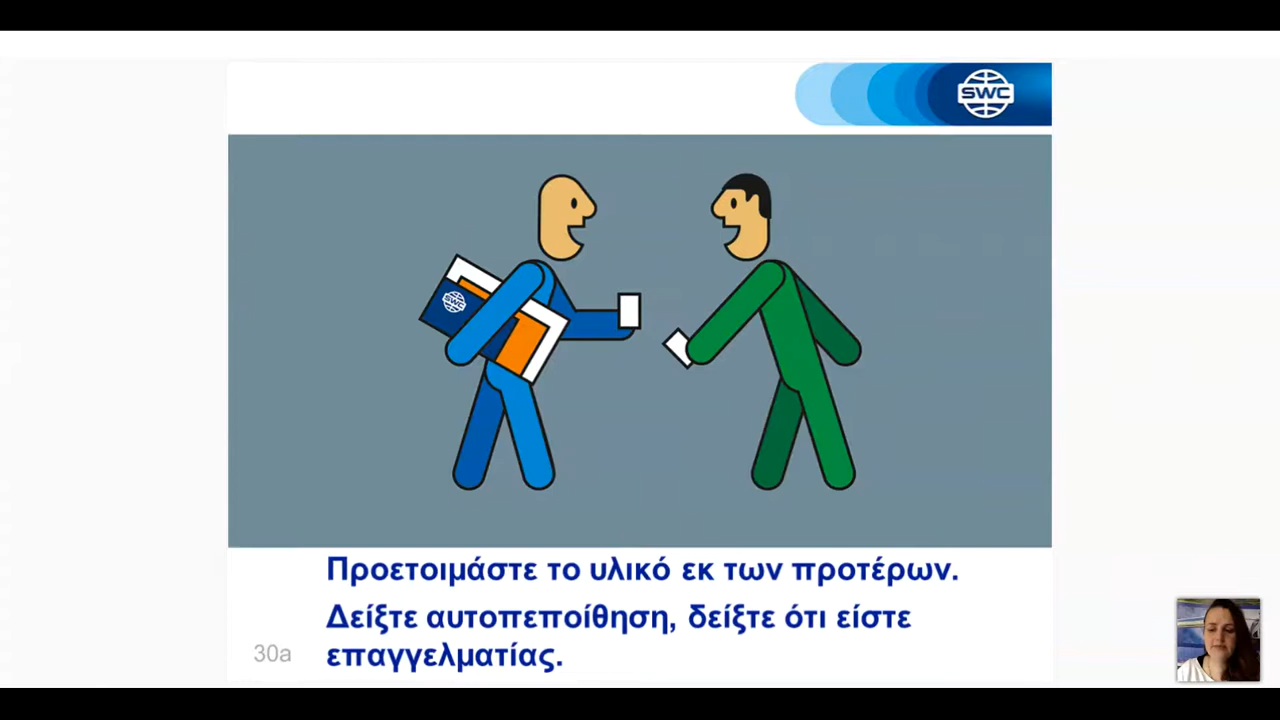 SWC
SWC
Προετοιμάστε το υλικό εκ των προτέρων.
Δείξτε αυτοπεποίθηση, δείξτε ότι είστε
επαγγελματίας.
30a